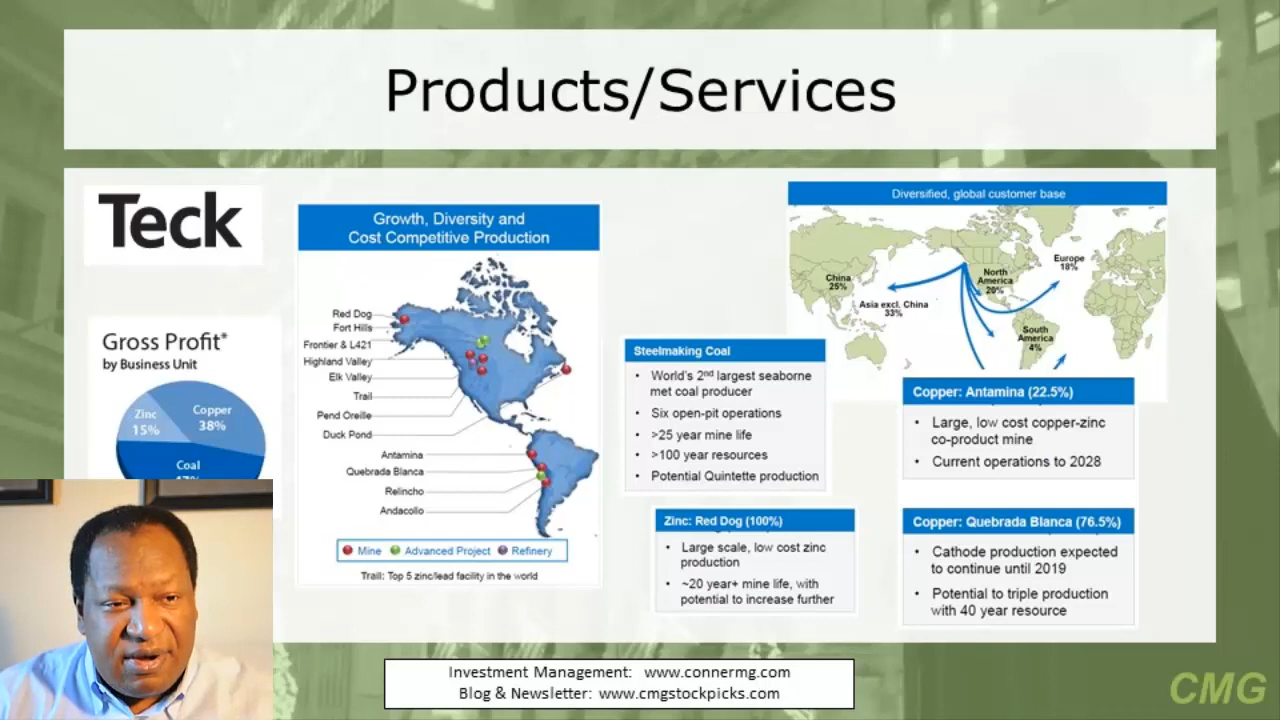 Products/Services
Teck
Gross Profit*
by Business Unit
Zinc
15%
Copper
38%
Coal
Growth, Diversity and
Cost Competitive Production
Red Dog
Fort Hills
Frontier & L421
Highland Valley
Elk Valley
Trail
Pend Oreille
Duck Pond
Antamina
Quebrada Blanca
Relincho
Andacollo
Mine
Advanced Project
Refinery
Trail: Top 5 zinc/lead facility in the world
Steelmaking Coal
• World's 2nd largest seaborne
met coal producer
• Six open-pit operations
• >25 year mine life
• >100 year resources
• Potential Quintette production
Zinc: Red Dog (100%)
• Large scale, low cost zinc
production
• ~20 year+ mine life, with
potential to increase further
Diversified, global customer base
China
25%
Asia excl. China
33%
North
America
20%
Europe
18%
South
America
4%
Copper: Antamina (22.5%)
• Large, low cost copper-zinc
co-product mine
• Current operations to 2028
Copper: Quebrada Blanca (76.5%)
• Cathode production expected
to continue until 2019
• Potential to triple production
with 40 year resource
Investment Management: www.connermg.com
Blog & Newsletter: www.cmgstockpicks.com
CMG